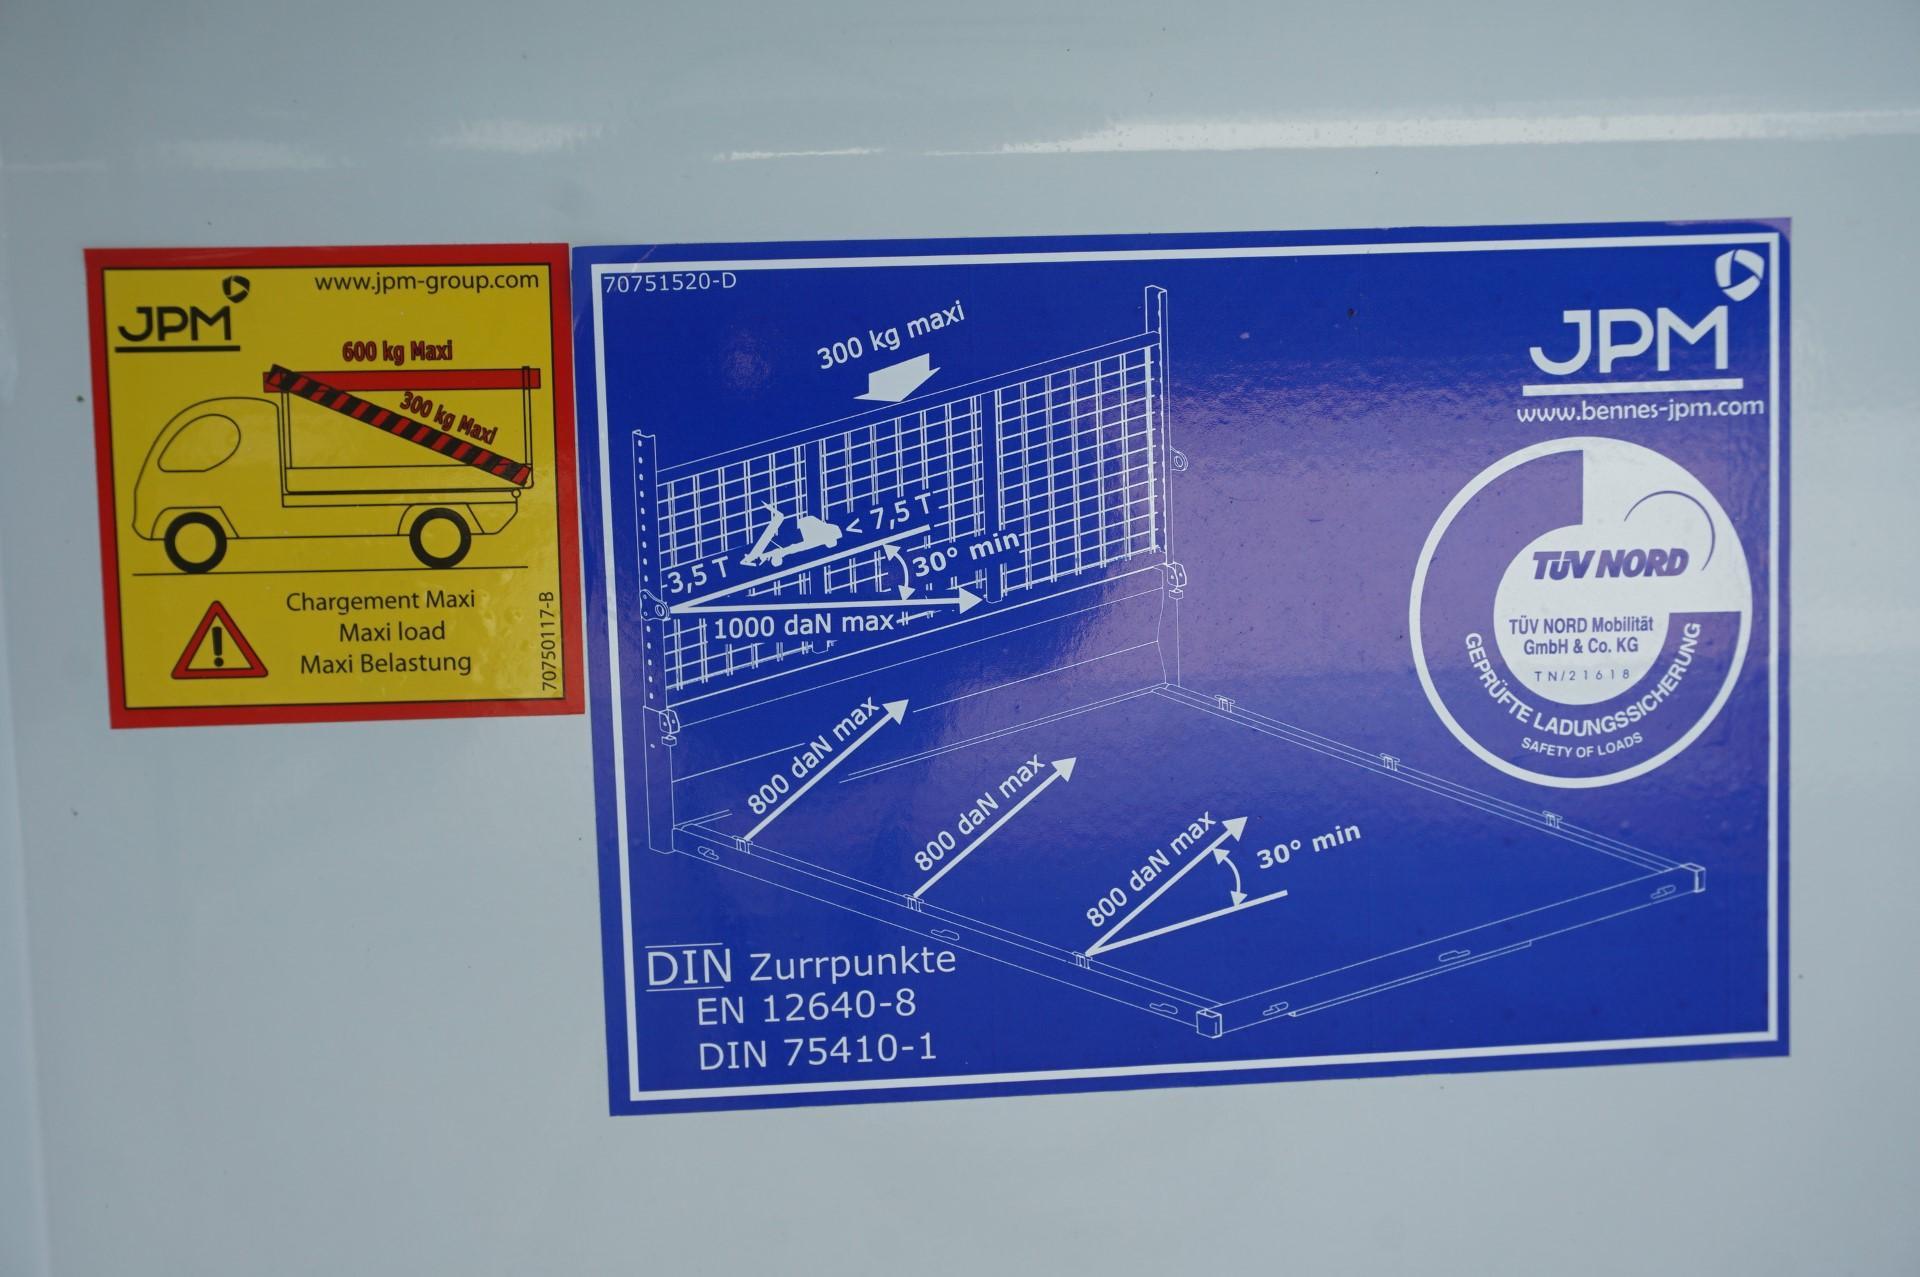 www.jpm-group.com
JPM
600 kg Maxi
300 kg Maxi
Chargement Maxi
Maxi load
Maxi Belastung
70750117-B
70751520-D
300 kg maxi
JPM
www.bennes-jpm.com
3,5 T < < 7,5 T
30° min
1000 daN max
TÜV NORD
TÜV NORD Mobilität
GmbH & Co. KG
TN/21618
GEPRÜFTE LADUNGSSICHERUNG
SAFETY OF LOADS
800 daN max
800 daN max
800 daN max
30° min
DIN Zurrpunkte
EN 12640-8
DIN 75410-1